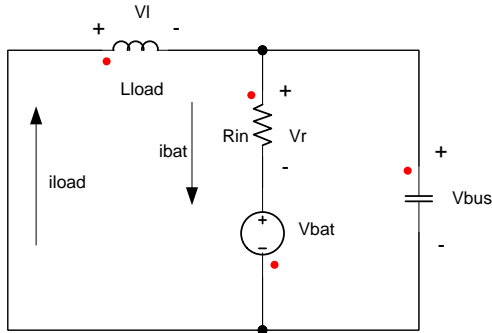 + Vl -
Lload
+
Rin Vr
-
ibat
iload
+
Vbus
-
+
-
Vbat